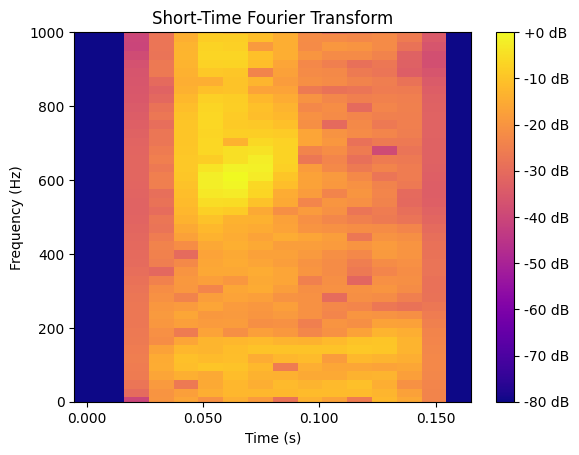 Short-Time Fourier Transform
Frequency (Hz)
1000
800
600
400
200
0
0.000
0.050
0.100
0.150
Time (s)
+0 dB
-10 dB
-20 dB
-30 dB
-40 dB
-50 dB
-60 dB
-70 dB
-80 dB